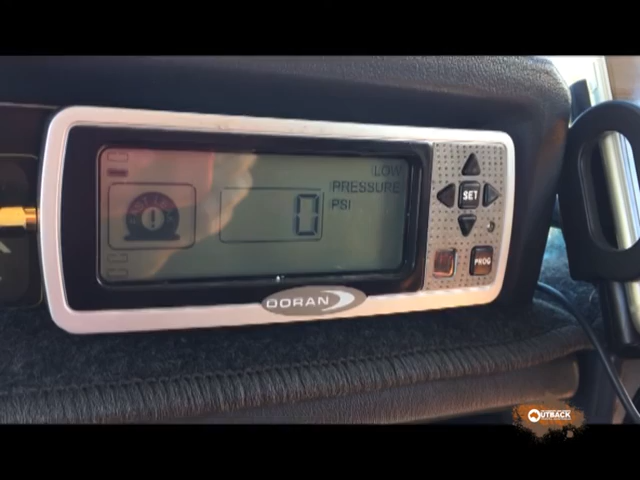 LOW
PRESSURE
PSI
0
SET
PROG
DORAN
OUTBACK